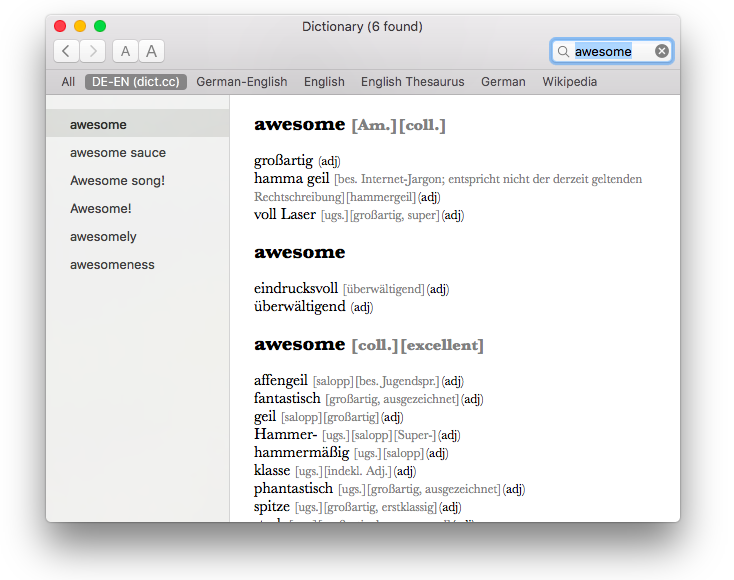 Dictionary (6 found)
A A
awesome
All DE-EN (dict.cc) German-English English English Thesaurus German Wikipedia
awesome
awesome sauce
Awesome song!
Awesome!
awesomely
awesomeness
awesome [Am.][coll.]
großartig (adj)
hamma geil [bes. Internet-Jargon; entspricht nicht der derzeit geltenden
Rechtschreibung][hammergeil](adj)
voll Laser [ugs.][großartig, super](adj)
awesome
eindrucksvoll [überwältigend](adj)
überwältigend (adj)
awesome [coll.][excellent]
affengeil [salopp][bes. Jugendspr.](adj)
fantastisch [großartig, ausgezeichnet](adj)
geil [salopp][großartig](adj)
Hammer- [ugs.][salopp][Super-](adj)
hammermäßig [ugs.][salopp](adj)
klasse [ugs.][indekl. Adj.](adj)
phantastisch [ugs.][großartig, ausgezeichnet](adj)
spitze [ugs.][großartig, erstklassig](adj)